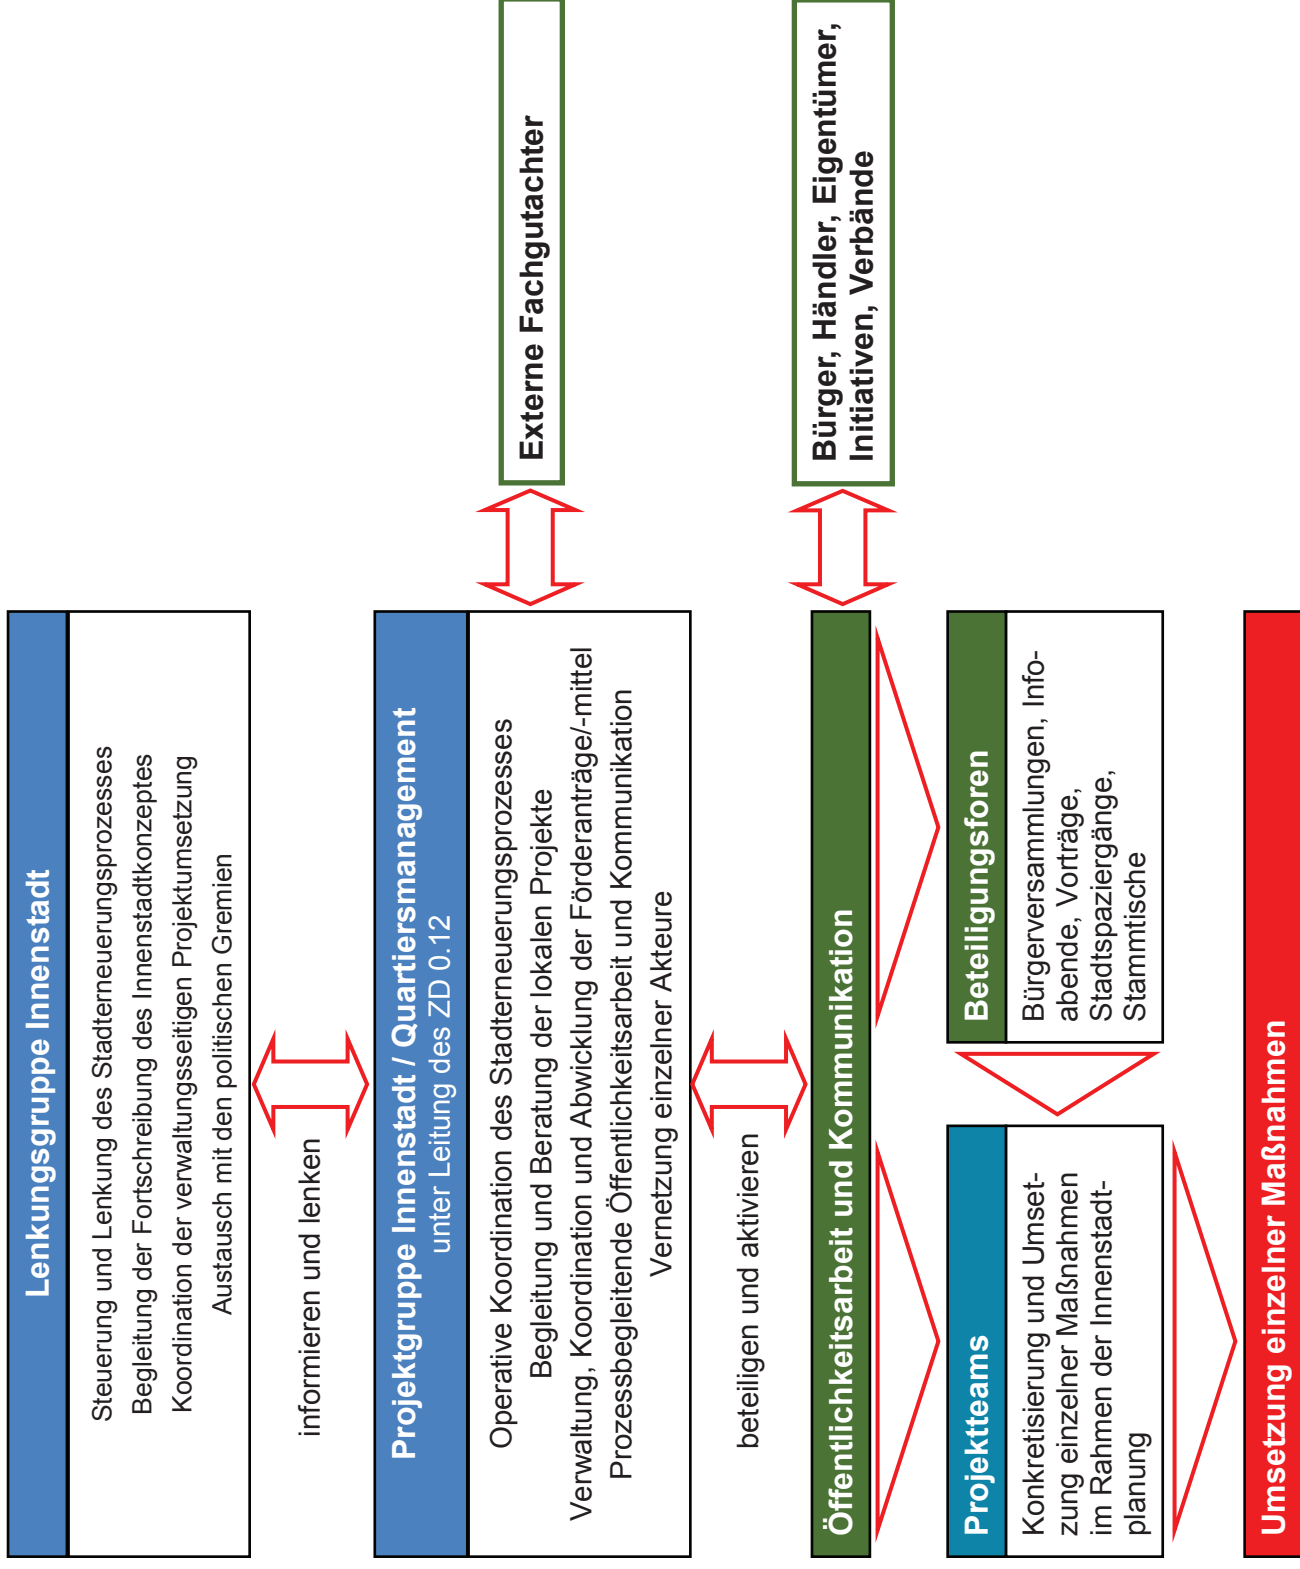 Lenkungsgruppe Innenstadt
Steuerung und Lenkung des Stadterneuerungsprozesses
Begleitung der Fortschreibung des Innenstadtkonzeptes
Koordination der verwaltungsseitigen Projektumsetzung
Austausch mit den politischen Gremien
informieren und lenken
Projektgruppe Innenstadt / Quartiersmanagement
unter Leitung des ZD 0.12
Operative Koordination des Stadterneuerungsprozesses
Begleitung und Beratung der lokalen Projekte
Verwaltung, Koordination und Abwicklung der Förderanträge/-mittel
Prozessbegleitende Öffentlichkeitsarbeit und Kommunikation
Vernetzung einzelner Akteure
Externe Fachgutachter
beteiligen und aktivieren
Öffentlichkeitsarbeit und Kommunikation
Bürger, Händler, Eigentümer,
Initiativen, Verbände
Projektteams
Konkretisierung und Umset-
zung einzelner Maßnahmen
im Rahmen der Innenstadt-
planung
Beteiligungsforen
Bürgerversammlungen, Info-
abende, Vorträge,
Stadtspaziergänge,
Stammtische
Umsetzung einzelner Maßnahmen